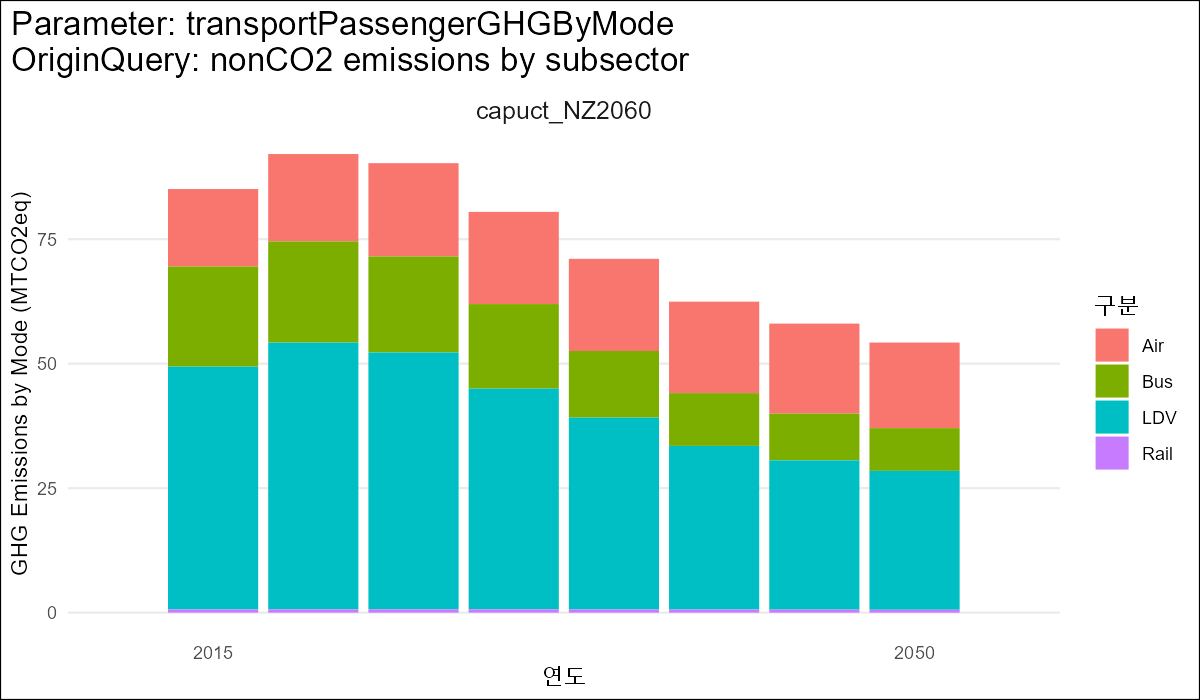 Parameter: transportPassengerGHGByMode
OriginQuery: nonCO2 emissions by subsector
capuct_NZ2060
GHG Emissions by Mode (MTCO2eq)
75
50
25
0
2015
2050
연도
구분
Air
Bus
LDV
Rail